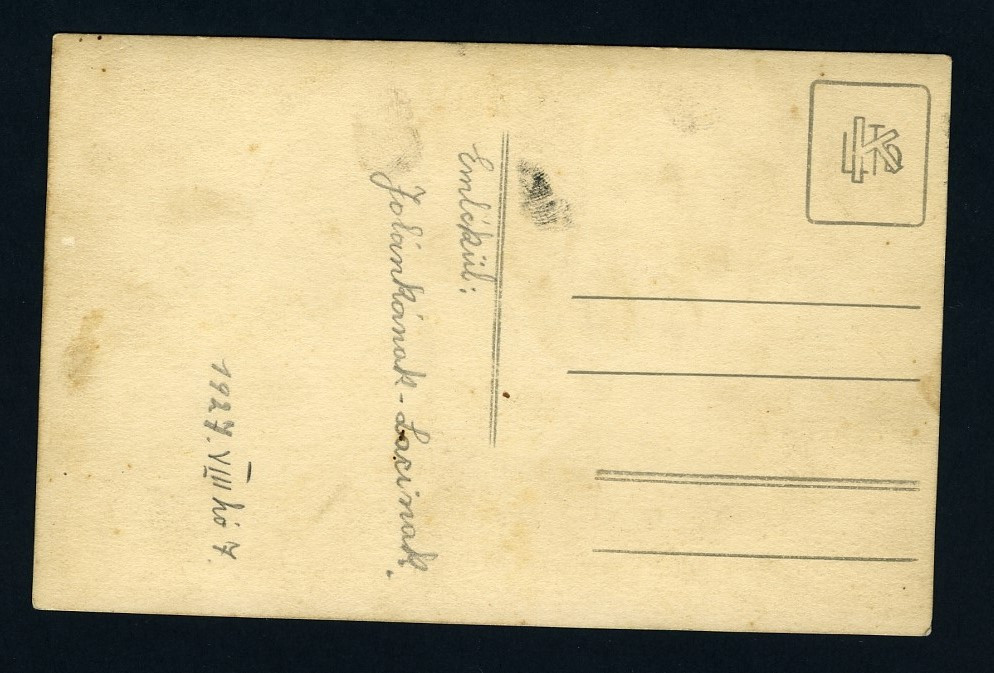 Emlékül:
Jolánkának - Lacinak.
1927. VIII hó 7.